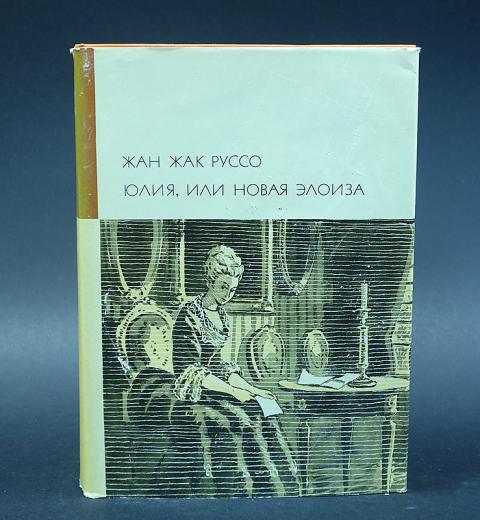 ЖАН ЖАК РУССО
ЮЛИЯ, ИЛИ НОВАЯ ЭЛОИЗА